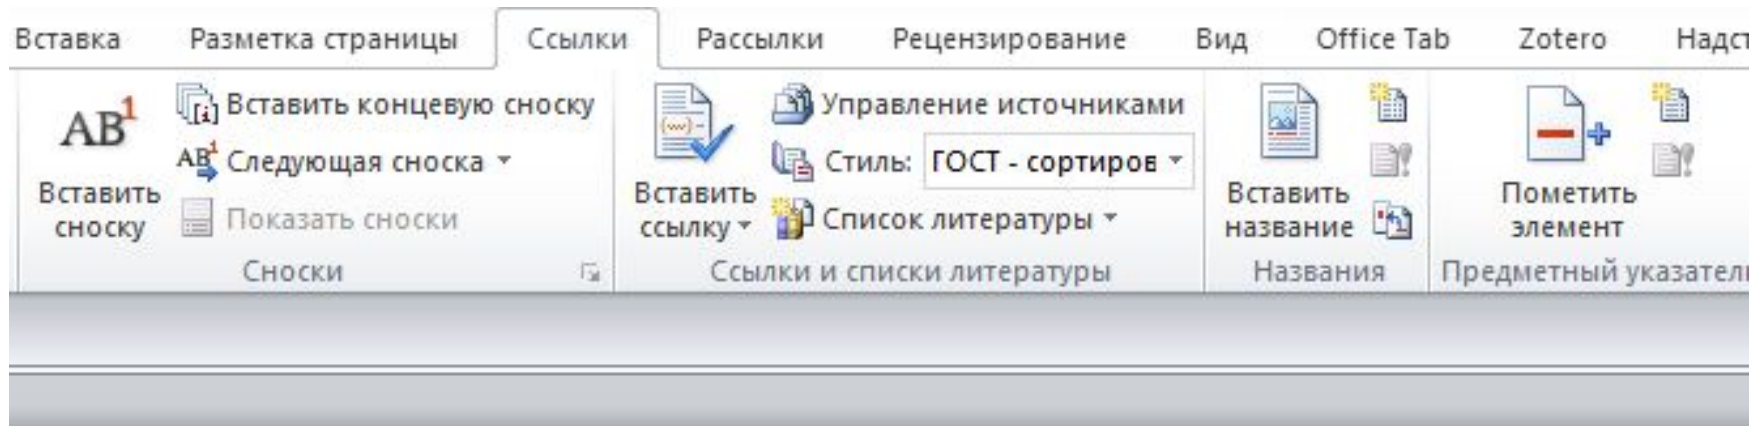 Вставка Разметка страницы Ссылки Рассылки Рецензирование Вид Office Tab Zotero Надст
AB1 Вставить сноску
[i] Вставить концевую сноску
AB1 Следующая сноска
Показать сноски
Сноски
Вставить ссылку
Управление источниками
Стиль: ГОСТ - сортиров
Список литературы
Ссылки и списки литературы
Вставить название
Названия
Пометить элемент
Предметный указател